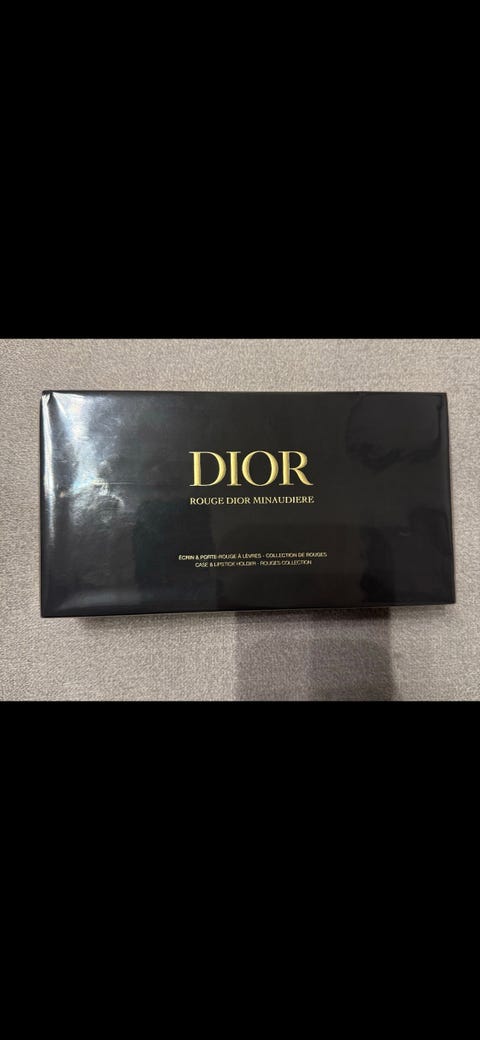 DIOR
ROUGE DIOR MINAUDIERE
ÉCRIN & PORTE-ROUGE À LÈVRES - COLLECTION DE ROUGES
CASE & LIPSTICK HOLDER - ROUGES COLLECTION